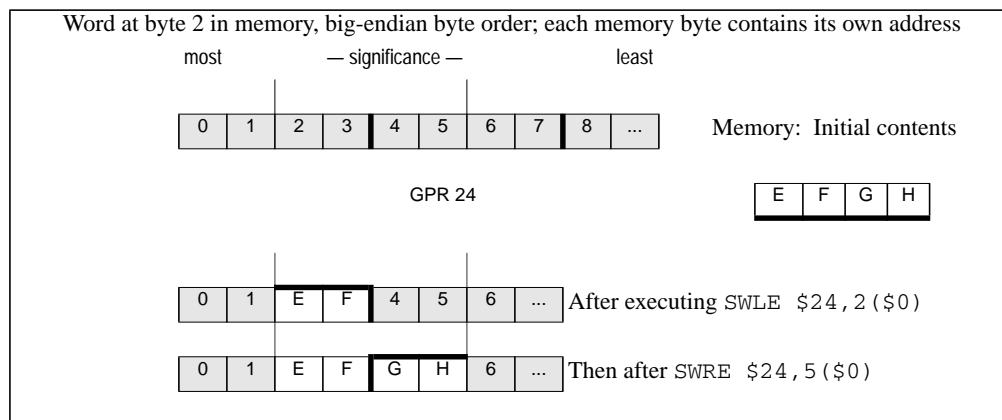 Word at byte 2 in memory, big-endian byte order; each memory byte contains its own address
most — significance — least
0 1 2 3 4 5 6 7 8 ... Memory: Initial contents
GPR 24 E F G H
0 1 E F 4 5 6 ... After executing SWLE $24,2($0)
0 1 E F G H 6 ... Then after SWRE $24,5($0)